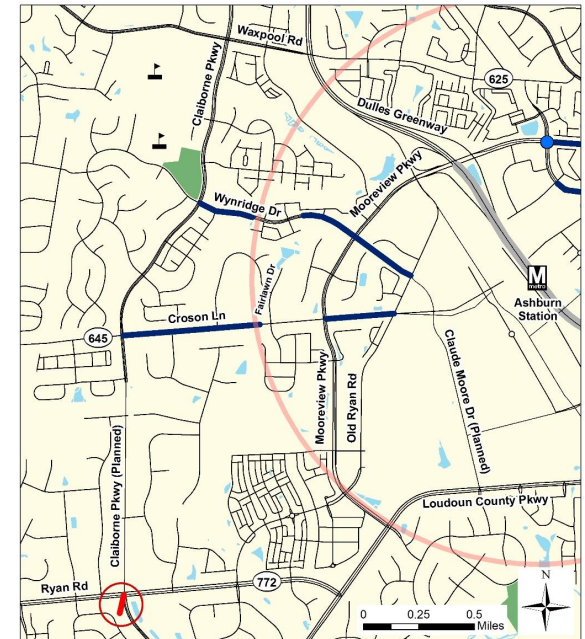 Waxpool Rd
Claiborne Pkwy
625
Dulles Greenway
Mooreview Pkwy
Wynridge Dr
M
metro
Ashburn
Station
Fairlawn Dr
Croson Ln
645
Mooreview Pkwy
Old Ryan Rd
Claude Moore Dr (Planned)
Claiborne Pkwy (Planned)
Loudoun County Pkwy
772
Ryan Rd
N
0 0.25 0.5
Miles